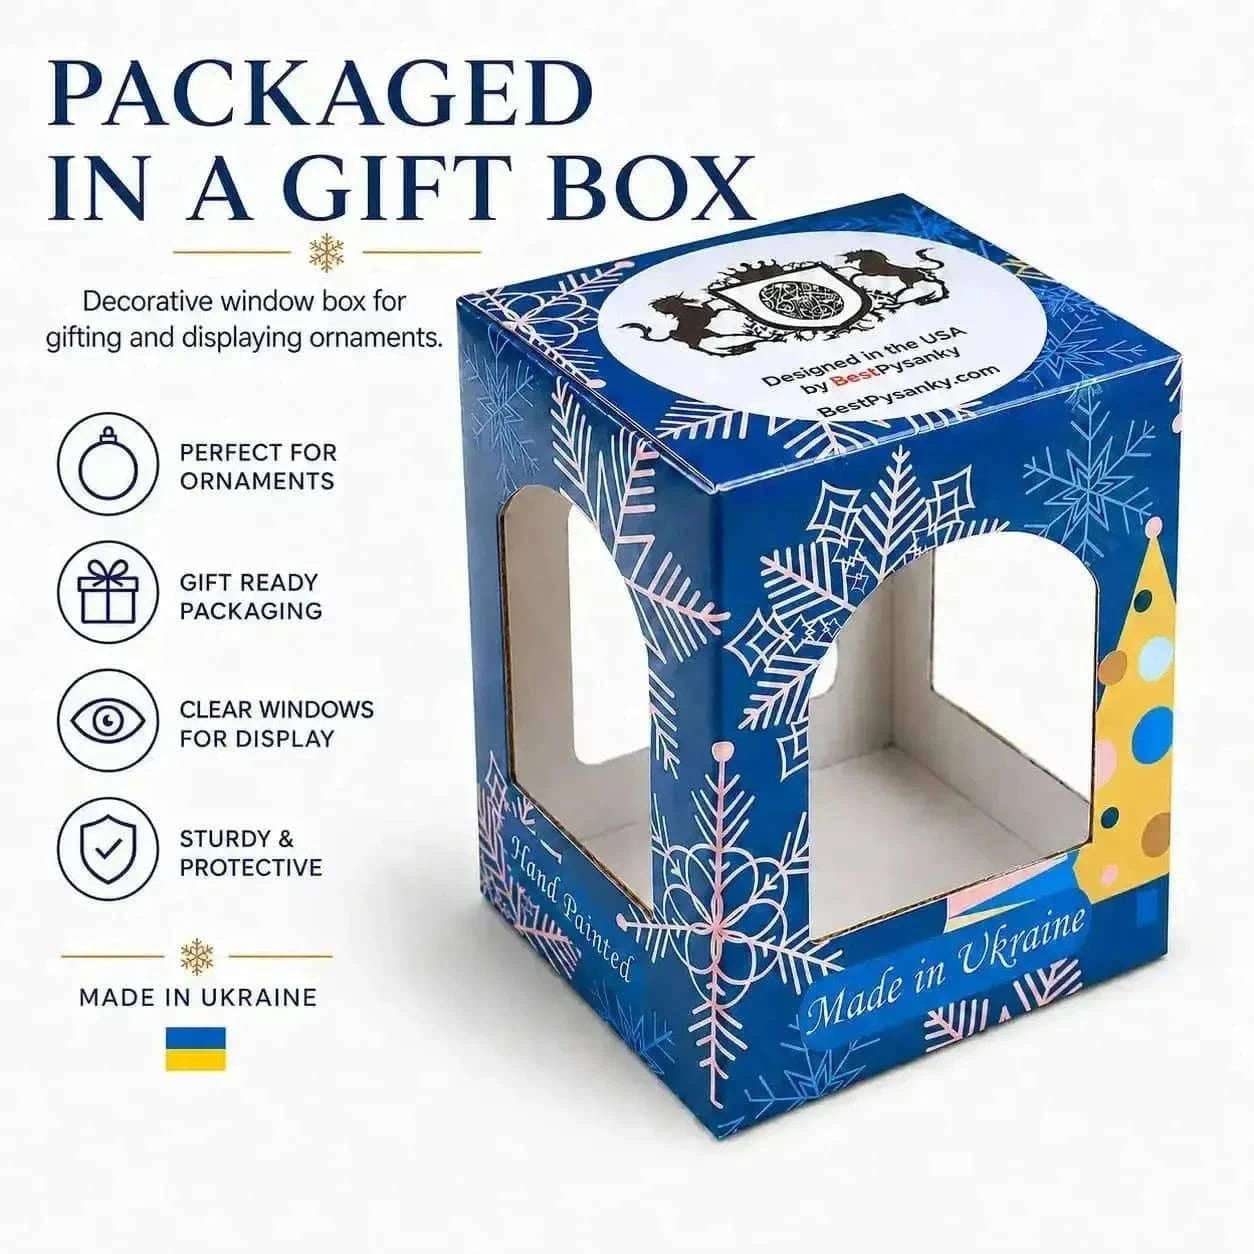 PACKAGED
IN A GIFT BOX
Decorative window box for
gifting and displaying ornaments.
PERFECT FOR
ORNAMENTS
GIFT READY
PACKAGING
CLEAR WINDOWS
FOR DISPLAY
STURDY &
PROTECTIVE
MADE IN UKRAINE
Designed in the USA
by BestPysanky
BestPysanky.com
Hand Painted
Made in Ukraine